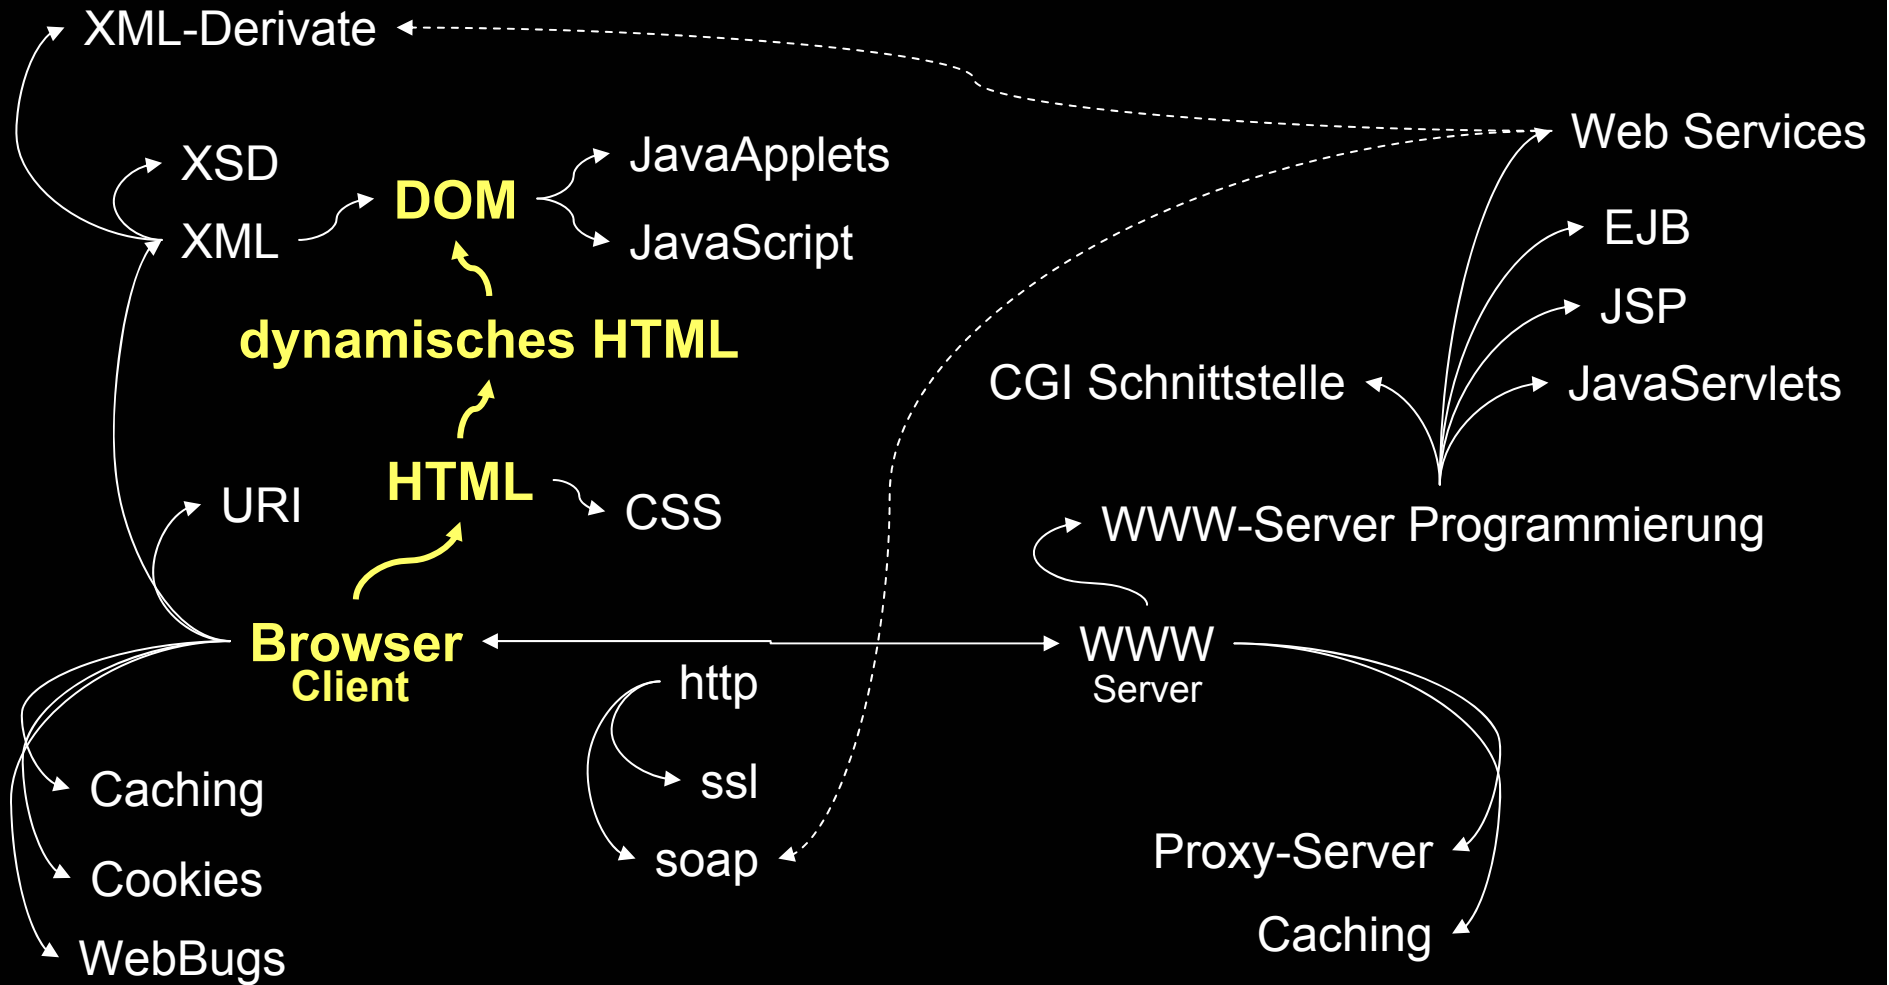 XML-Derivate
Web Services
XSD
JavaApplets
DOM
XML
JavaScript
EJB
JSP
dynamisches HTML
CGI Schnittstelle
JavaServlets
HTML
URI
CSS
WWW-Server Programmierung
Browser
Client
WWW
Server
http
ssl
Caching
soap
Proxy-Server
Cookies
Caching
WebBugs